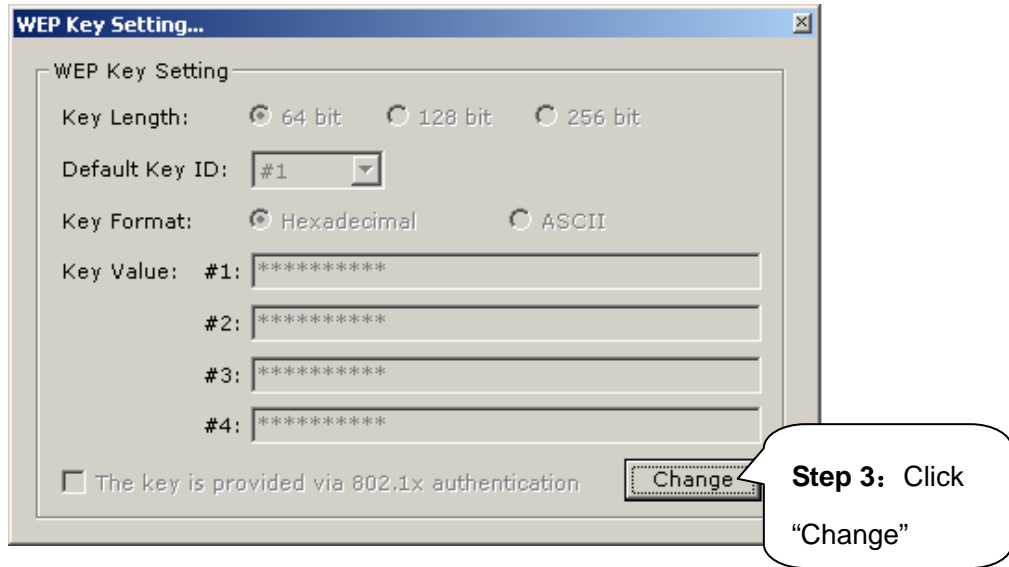 WEP Key Setting...
WEP Key Setting
Key Length: 64 bit 128 bit 256 bit
Default Key ID: #1
Key Format: Hexadecimal ASCII
Key Value: #1: **********
#2: **********
#3: **********
#4: **********
The key is provided via 802.1x authentication Change
Step 3：Click
“Change”